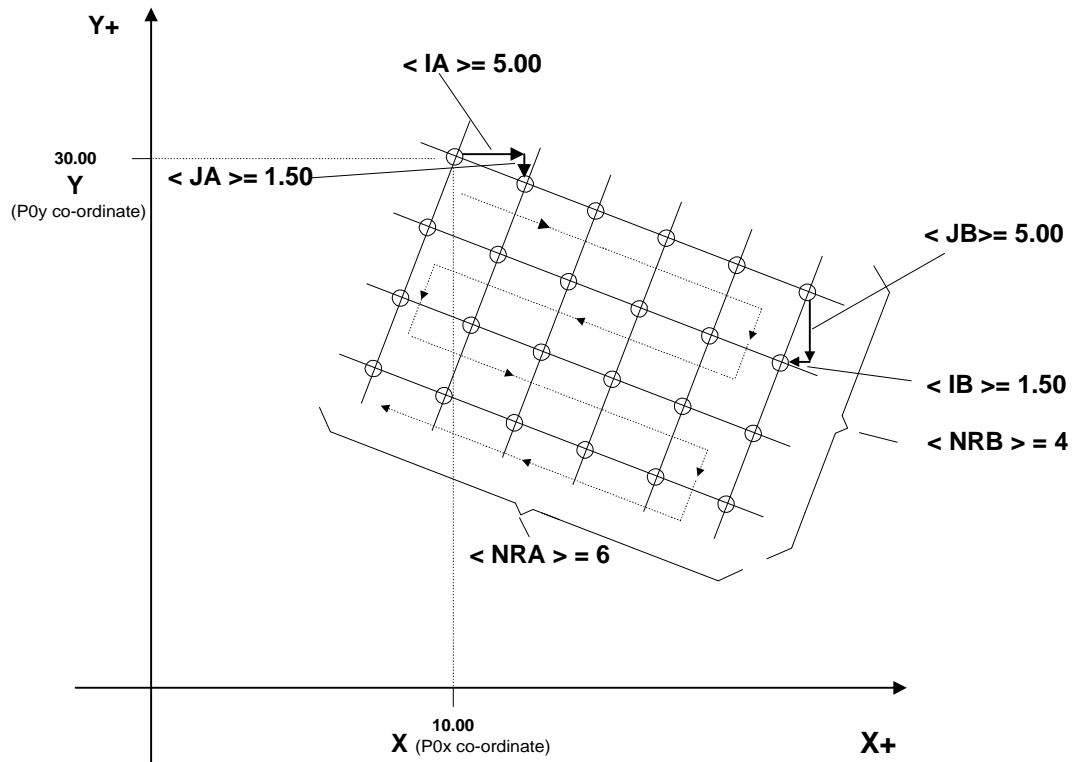 Y+
< IA >= 5.00
30.00
Y
(P0y co-ordinate)
< JA >= 1.50
< JB>= 5.00
< IB >= 1.50
< NRB > = 4
< NRA > = 6
10.00
X (P0x co-ordinate)
X+